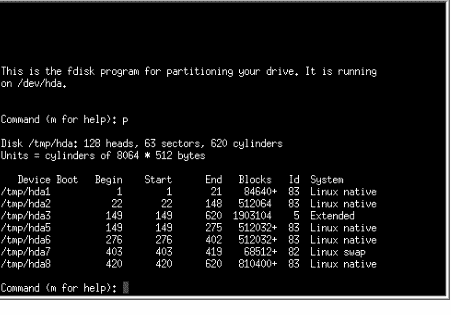 This is the fdisk program for partitioning your drive. It is running
on /dev/hda.
Command (m for help): p
Disk /tmp/hda: 128 heads, 63 sectors, 620 cylinders
Units = cylinders of 8064 * 512 bytes
Device Boot Begin Start End Blocks Id System
/tmp/hda1 1 1 21 84640+ 83 Linux native
/tmp/hda2 22 22 148 512064 83 Linux native
/tmp/hda3 149 149 620 1903104 5 Extended
/tmp/hda5 149 149 275 512032+ 83 Linux native
/tmp/hda6 276 276 402 512032+ 83 Linux native
/tmp/hda7 403 403 419 68512+ 82 Linux swap
/tmp/hda8 420 420 620 810400+ 83 Linux native
Command (m for help):